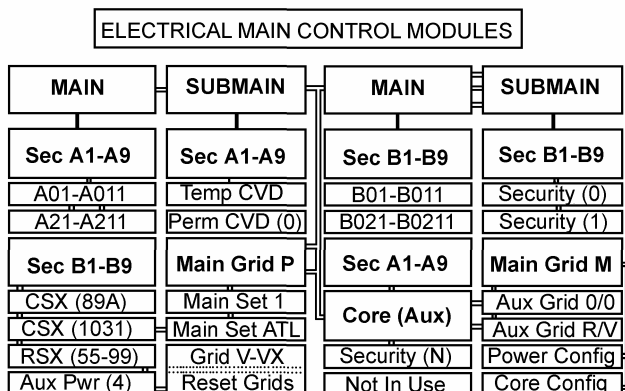 ELECTRICAL MAIN CONTROL MODULES
MAIN
SUBMAIN
MAIN
SUBMAIN
Sec A1-A9
Sec A1-A9
Sec B1-B9
Sec B1-B9
A01-A011
Temp CVD
B01-B011
Security (0)
A21-A211
Perm CVD (0)
B021-B0211
Security (1)
Sec B1-B9
Main Grid P
Sec A1-A9
Main Grid M
CSX (89A)
Main Set 1
Core (Aux)
Aux Grid 0/0
CSX (1031)
Main Set ATL
Aux Grid R/V
RSX (55-99)
Grid V-VX
Security (N)
Power Config
Aux Pwr (4)
Reset Grids
Not In Use
Core Config